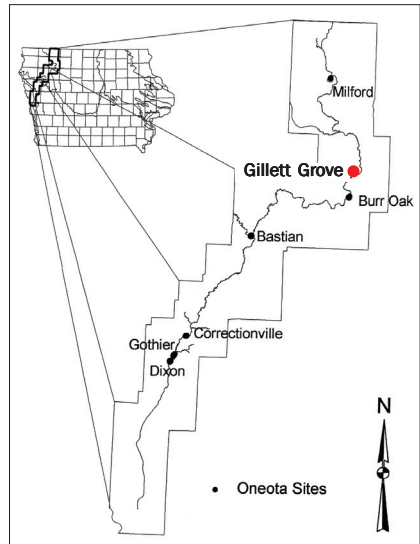 Milford
Gillett Grove
Burr Oak
Bastian
Correctionville
Gothier
Dixon
N
Oneota Sites